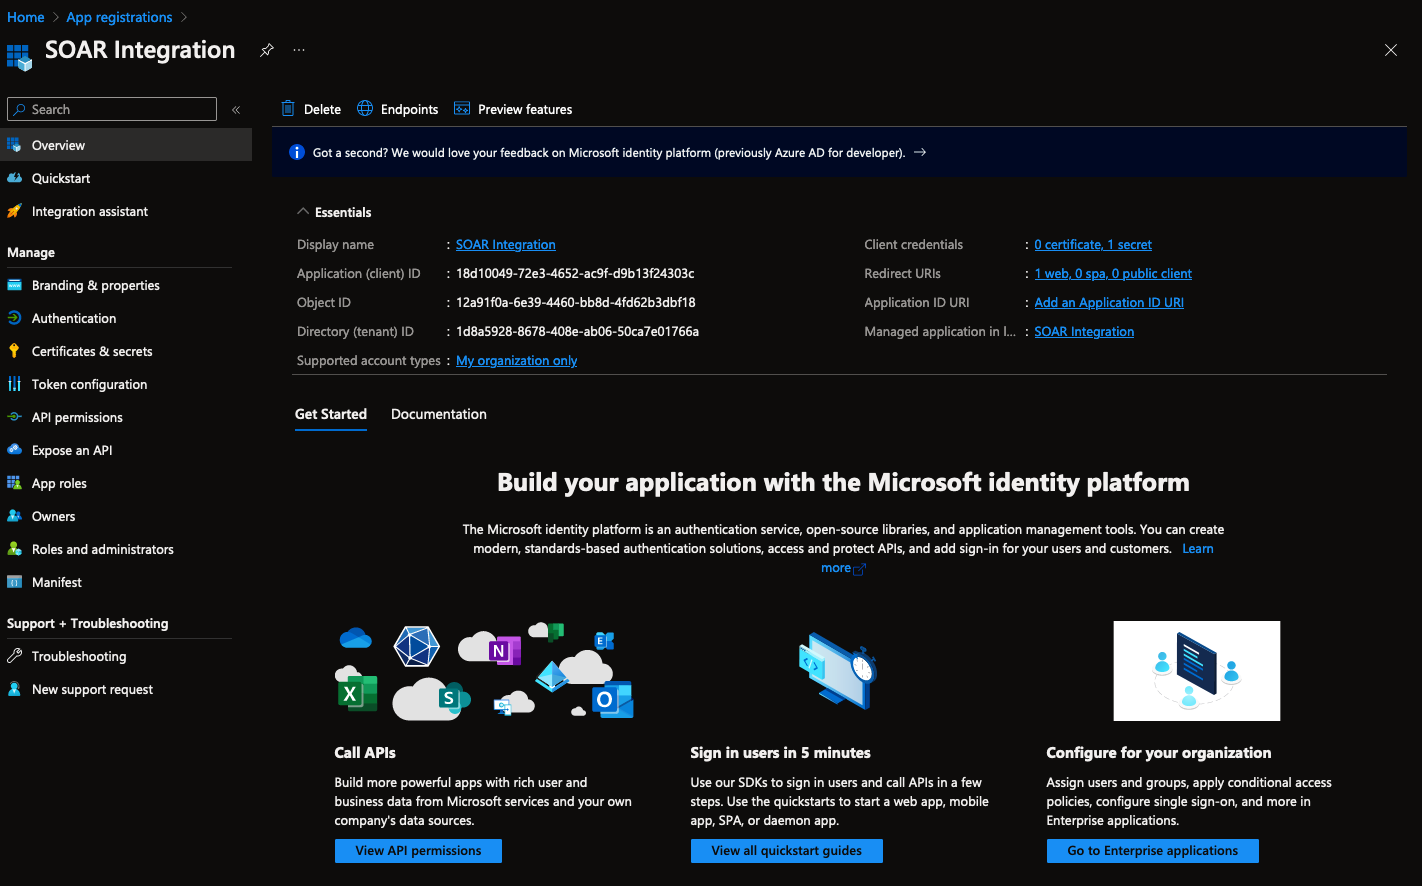 Home > App registrations >
SOAR Integration ...
Search «
Overview
Quickstart
Integration assistant
Manage
Branding & properties
Authentication
Certificates & secrets
Token configuration
API permissions
Expose an API
App roles
Owners
Roles and administrators
Manifest
Support + Troubleshooting
Troubleshooting
New support request
Delete Endpoints Preview features
Got a second? We would love your feedback on Microsoft identity platform (previously Azure AD for developer). →
Essentials
Display name : SOAR Integration
Application (client) ID : 18d10049-72e3-4652-ac9f-d9b13f24303c
Object ID : 12a91f0a-6e39-4460-bb8d-4fd62b3dbf18
Directory (tenant) ID : 1d8a5928-8678-408e-ab06-50ca7e01766a
Supported account types : My organization only
Client credentials : 0 certificate, 1 secret
Redirect URIs : 1 web, 0 spa, 0 public client
Application ID URI : Add an Application ID URI
Managed application in l... : SOAR Integration
Get Started Documentation
Build your application with the Microsoft identity platform
The Microsoft identity platform is an authentication service, open-source libraries, and application management tools. You can create
modern, standards-based authentication solutions, access and protect APIs, and add sign-in for your users and customers. Learn
more
N
E
X
S
O
Call APIs
Build more powerful apps with rich user and
business data from Microsoft services and your own
company's data sources.
View API permissions
Sign in users in 5 minutes
Use our SDKs to sign in users and call APIs in a few
steps. Use the quickstarts to start a web app, mobile
app, SPA, or daemon app.
View all quickstart guides
Configure for your organization
Assign users and groups, apply conditional access
policies, configure single sign-on, and more in
Enterprise applications.
Go to Enterprise applications